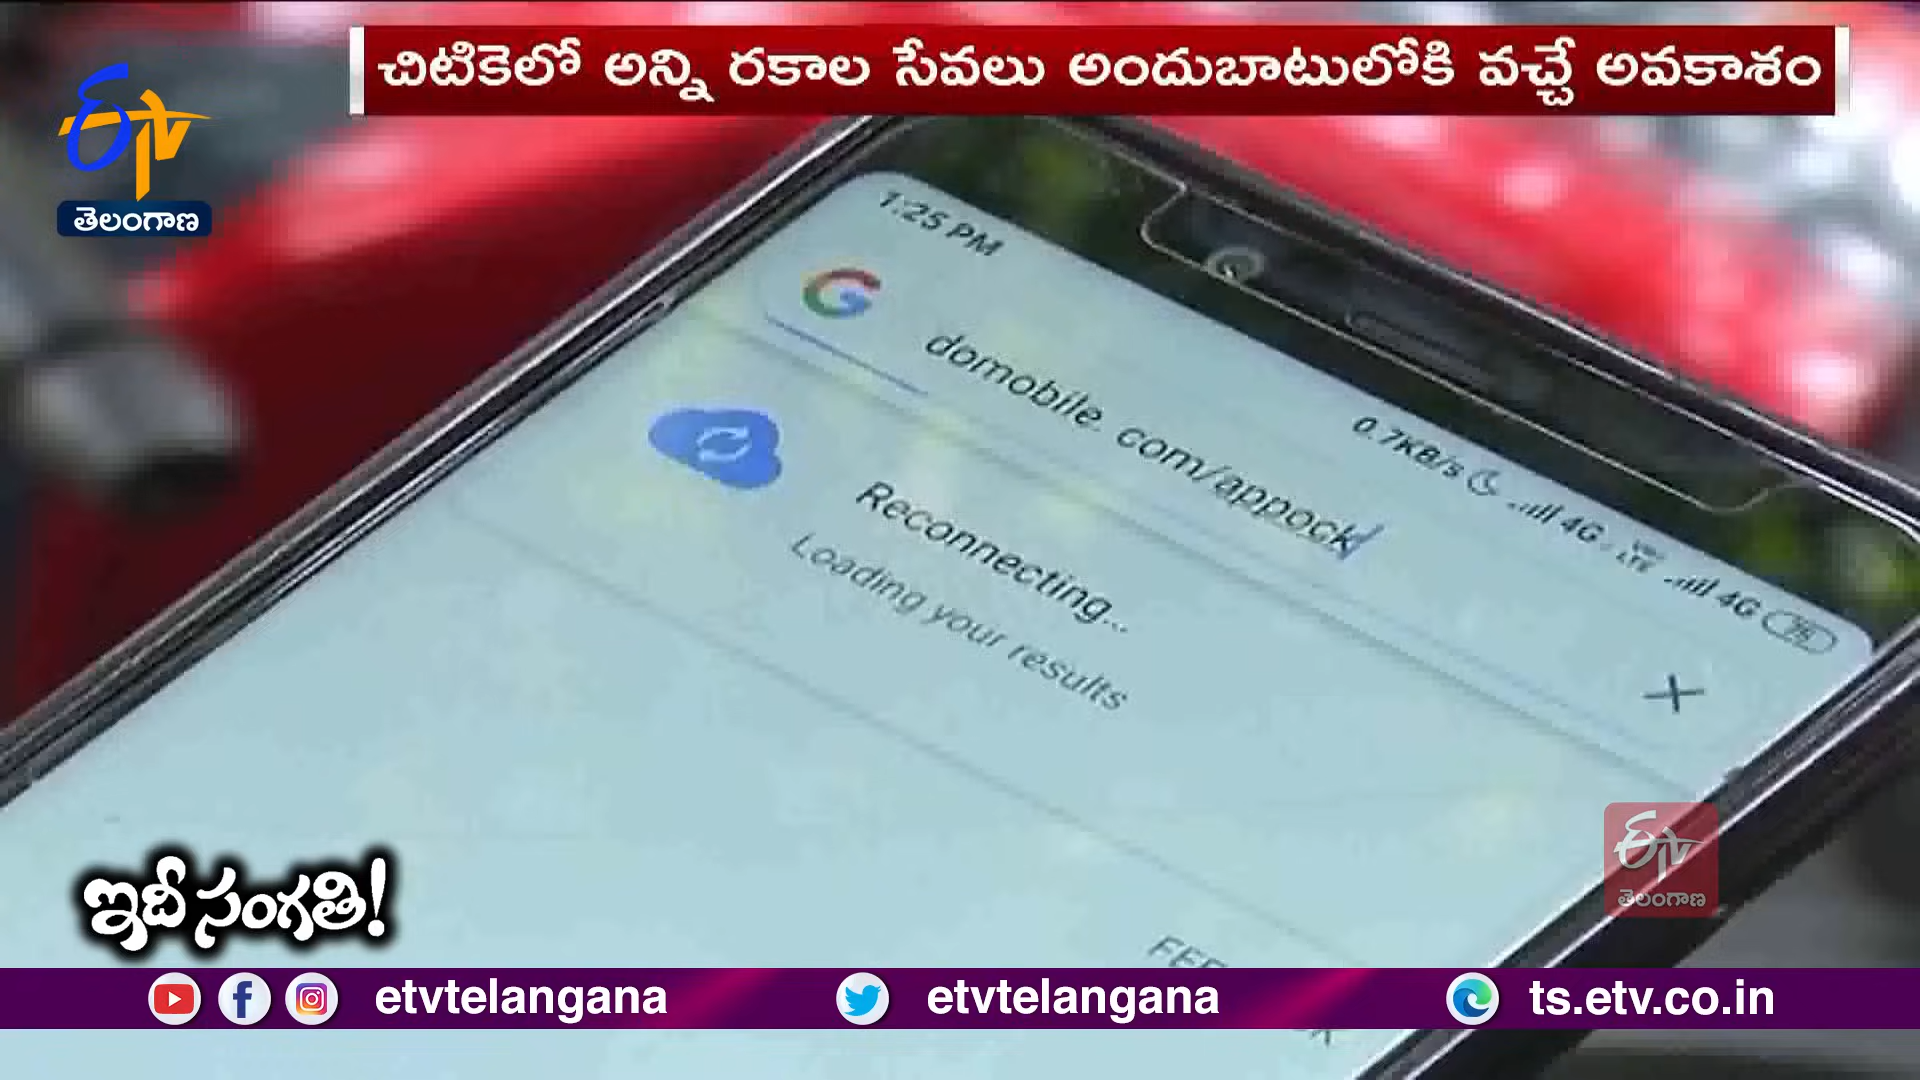 చిటికెలో అన్ని రకాల సేవలు అందుబాటులోకి వచ్చే అవకాశం
ETV
తెలంగాణ
1:25 PM
0.7KB/s 4G VoLTE 4G
G domobile.com/appock
Reconnecting...
Loading your results
ETV
తెలంగాణ
ఇదీ సంగతి!
etvtelangana etvtelangana ts.etv.co.in